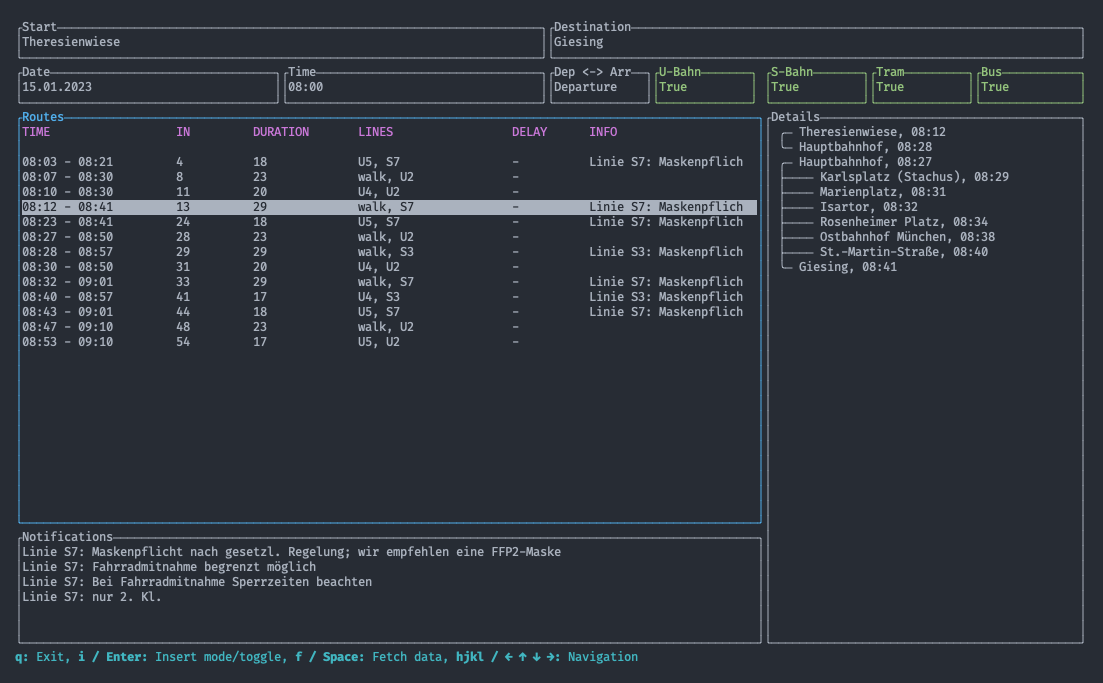 Start
Theresienwiese
Destination
Giesing
Date
15.01.2023
Time
08:00
Dep <-> Arr
Departure
U-Bahn
True
S-Bahn
True
Tram
True
Bus
True
Routes
TIME IN DURATION LINES DELAY INFO
08:03 - 08:21 4 18 U5, S7 - Linie S7: Maskenpflich
08:07 - 08:30 8 23 walk, U2 -
08:10 - 08:30 11 20 U4, U2 -
08:12 - 08:41 13 29 walk, S7 - Linie S7: Maskenpflich
08:23 - 08:41 24 18 U5, S7 - Linie S7: Maskenpflich
08:27 - 08:50 28 23 walk, U2 -
08:28 - 08:57 29 29 walk, S3 - Linie S3: Maskenpflich
08:30 - 08:50 31 20 U4, U2 -
08:32 - 09:01 33 29 walk, S7 - Linie S7: Maskenpflich
08:40 - 08:57 41 17 U4, S3 - Linie S3: Maskenpflich
08:43 - 09:01 44 18 U5, S7 - Linie S7: Maskenpflich
08:47 - 09:10 48 23 walk, U2 -
08:53 - 09:10 54 17 U5, U2 -
Details
Theresienwiese, 08:12
Hauptbahnhof, 08:28
Hauptbahnhof, 08:27
Karlsplatz (Stachus), 08:29
Marienplatz, 08:31
Isartor, 08:32
Rosenheimer Platz, 08:34
Ostbahnhof München, 08:38
St.-Martin-Straße, 08:40
Giesing, 08:41
Notifications
Linie S7: Maskenpflicht nach gesetzl. Regelung; wir empfehlen eine FFP2-Maske
Linie S7: Fahrradmitnahme begrenzt möglich
Linie S7: Bei Fahrradmitnahme Sperrzeiten beachten
Linie S7: nur 2. Kl.
q: Exit, i / Enter: Insert mode/toggle, f / Space: Fetch data, hjkl / ← ↑ ↓ →: Navigation